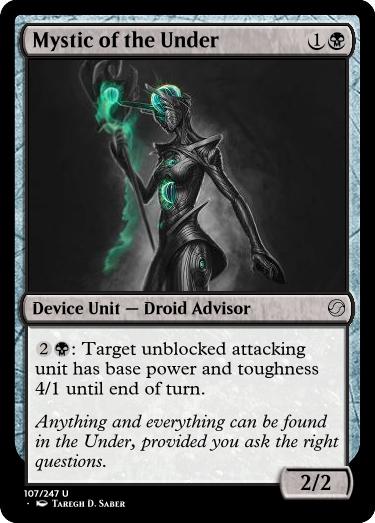 Mystic of the Under 1
Device Unit — Droid Advisor
2 : Target unblocked attacking
unit has base power and toughness
4/1 until end of turn.
Anything and everything can be found
in the Under, provided you ask the right
questions.
2/2
107/247 U
· Taregh D. Saber